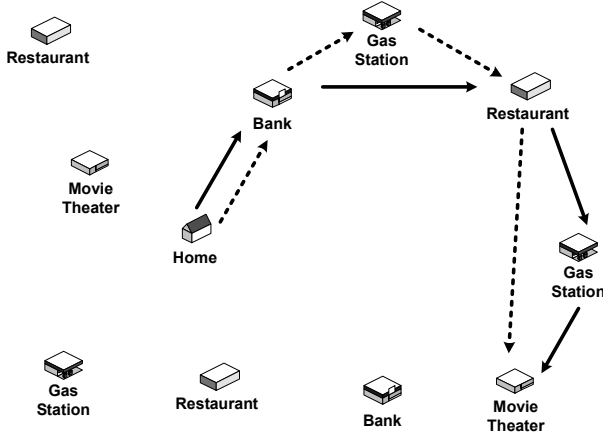 Gas
Station
Restaurant
Restaurant
Bank
Movie
Theater
Home
Gas
Station
Gas
Station
Restaurant
Bank
Movie
Theater